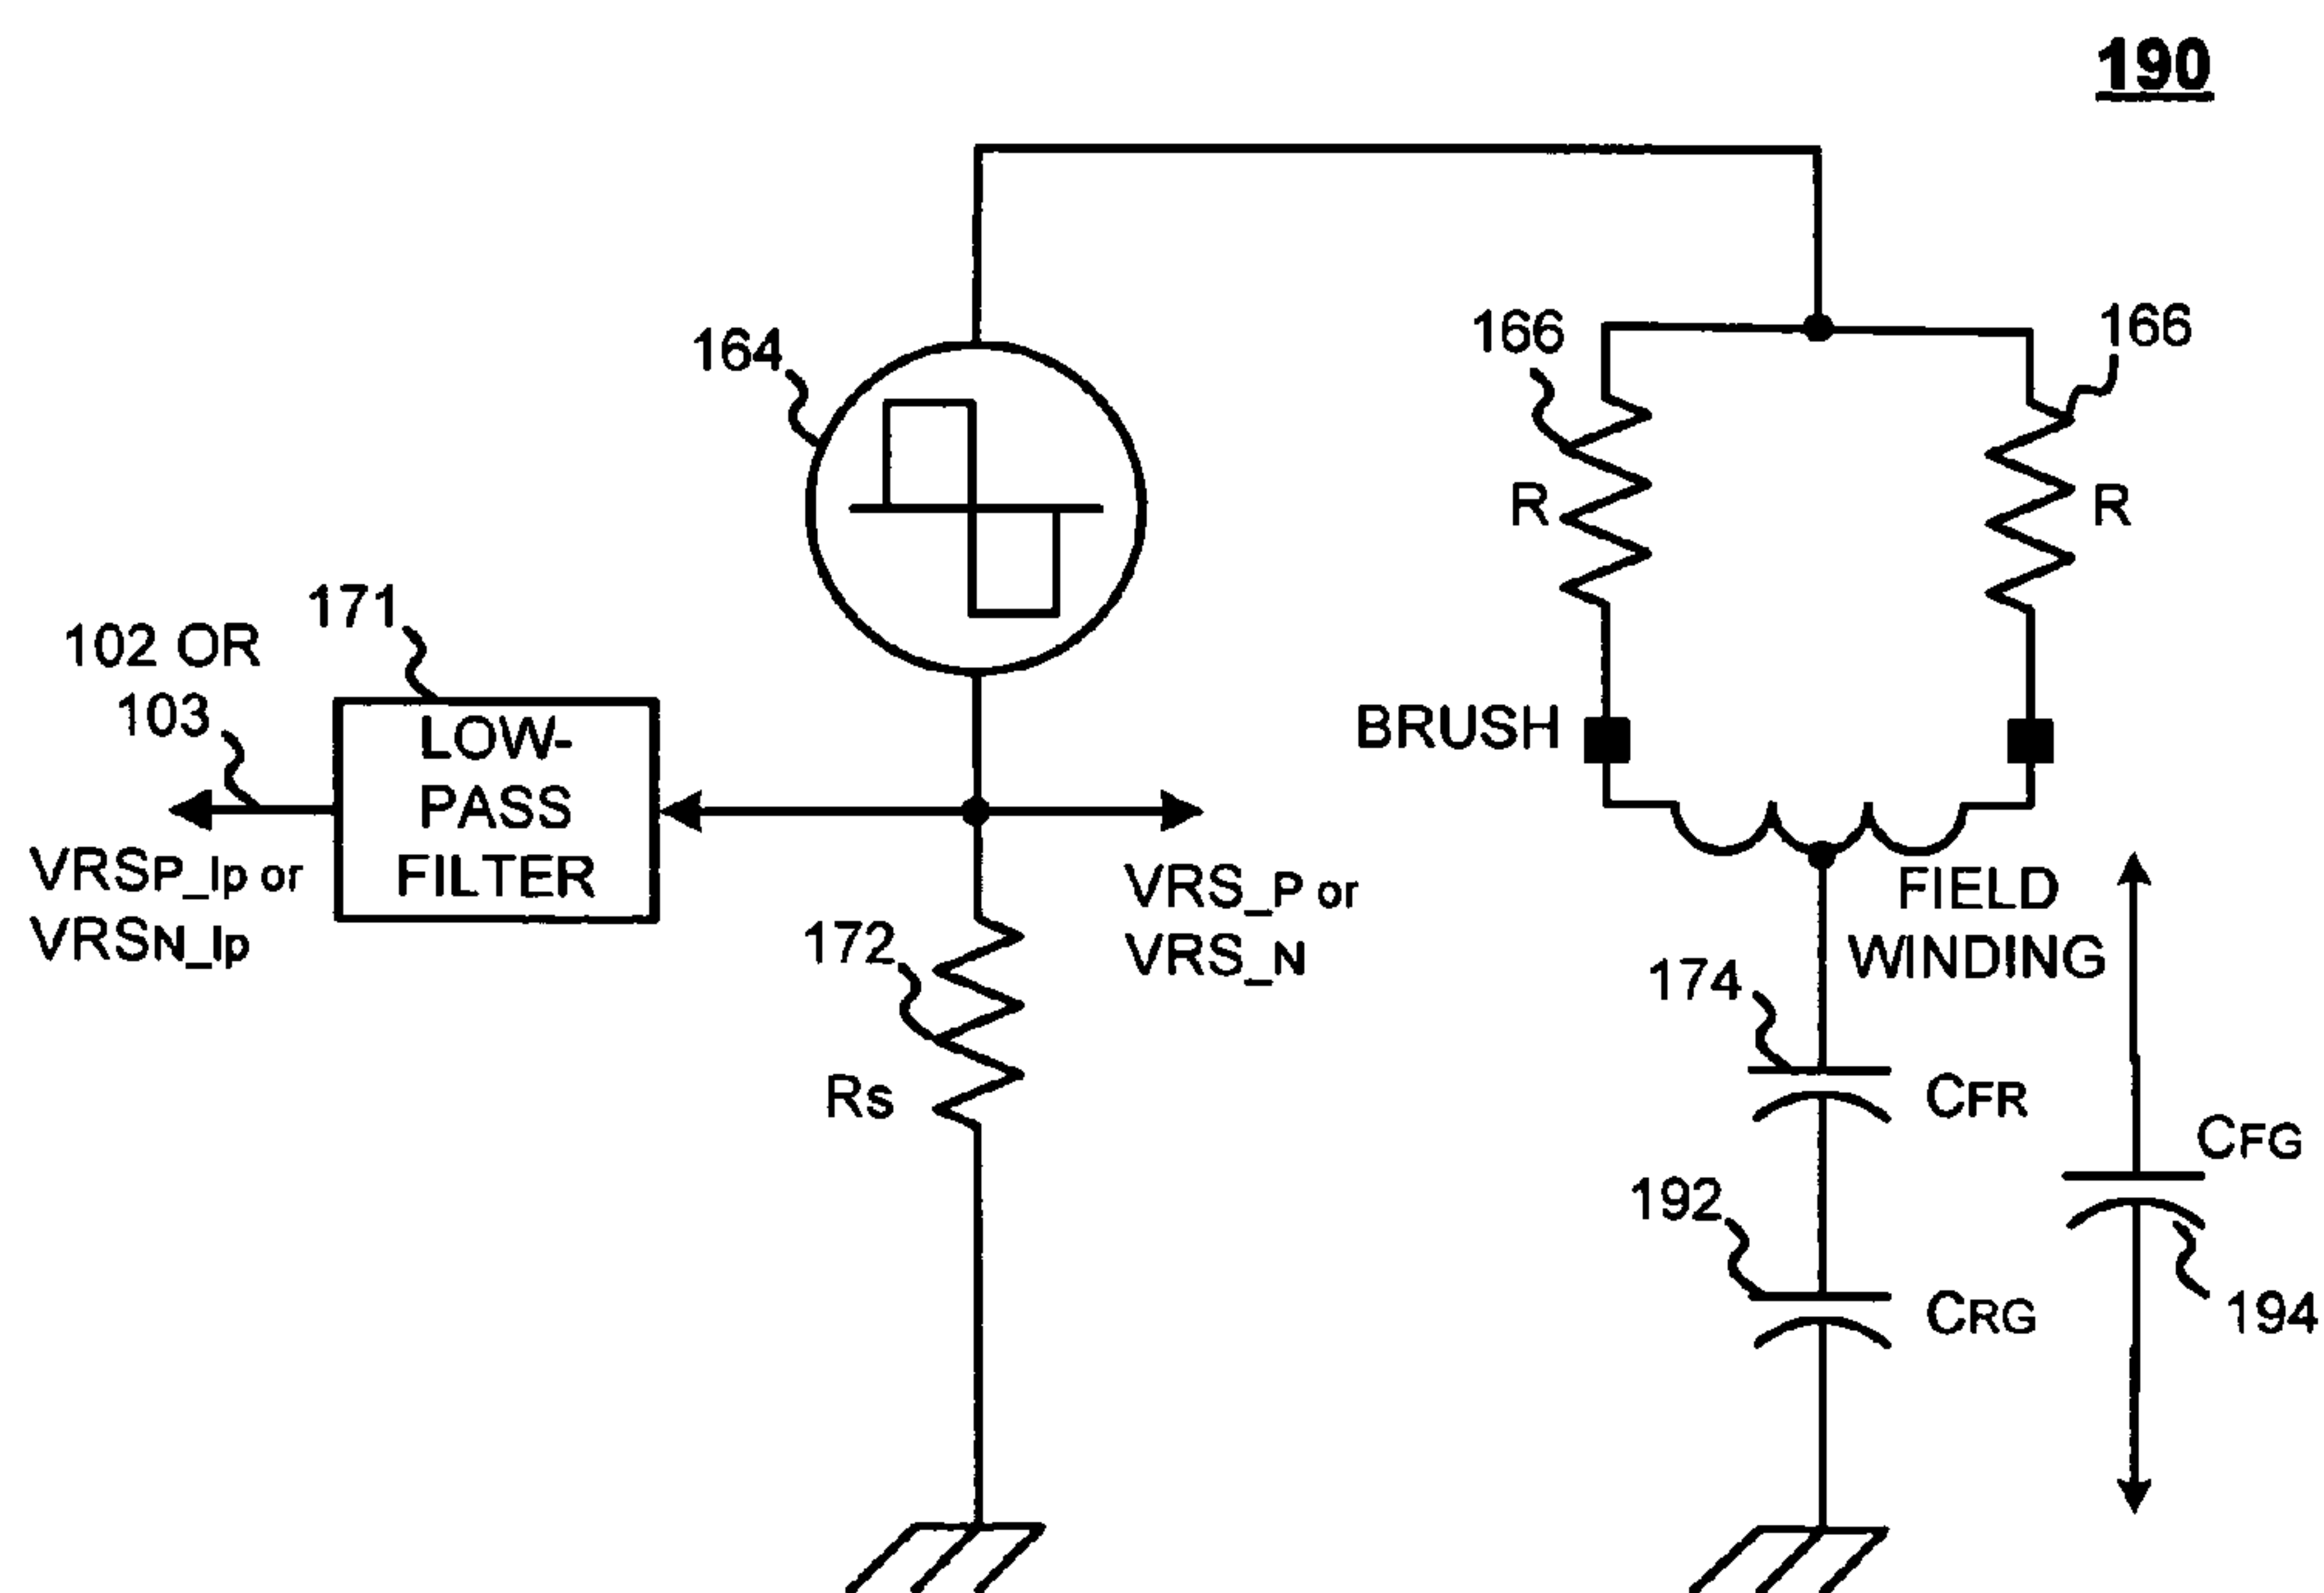 190
164
166
166
R
R
102 OR
103
171
LOW-
PASS
FILTER
BRUSH
VRSP_lp or
VRSN_lp
VRS_P or
VRS_N
172
Rs
FIELD
WINDING
174
CFR
CFG
192
CRG
194